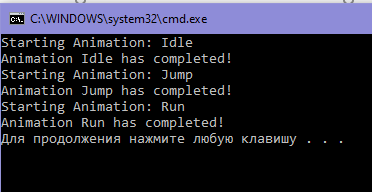 C:\WINDOWS\system32\cmd.exe
Starting Animation: Idle
Animation Idle has completed!
Starting Animation: Jump
Animation Jump has completed!
Starting Animation: Run
Animation Run has completed!
Для продолжения нажмите любую клавишу . . .